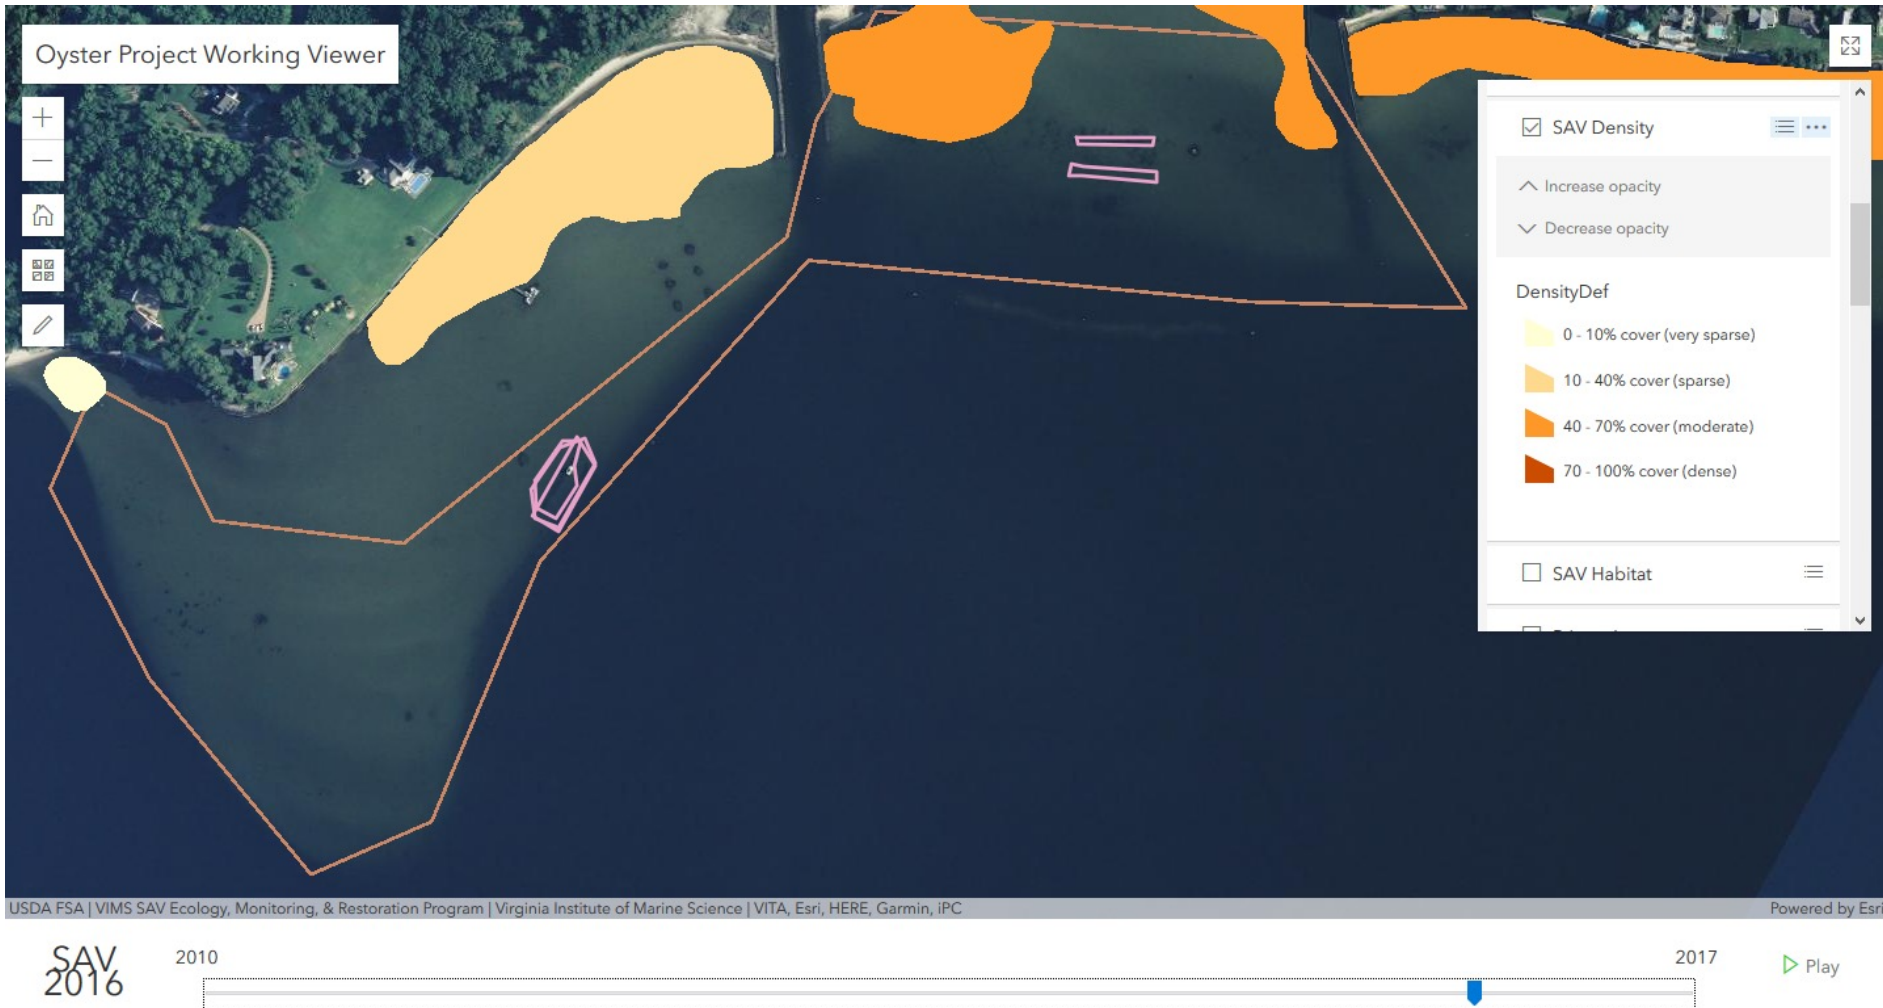 Oyster Project Working Viewer
SAV Density
Increase opacity
Decrease opacity
DensityDef
0 - 10% cover (very sparse)
10 - 40% cover (sparse)
40 - 70% cover (moderate)
70 - 100% cover (dense)
SAV Habitat
USDA FSA | VIMS SAV Ecology, Monitoring, & Restoration Program | Virginia Institute of Marine Science | VITA, Esri, HERE, Garmin, iPC
Powered by Esri
SAV
2016
2010
2017
Play